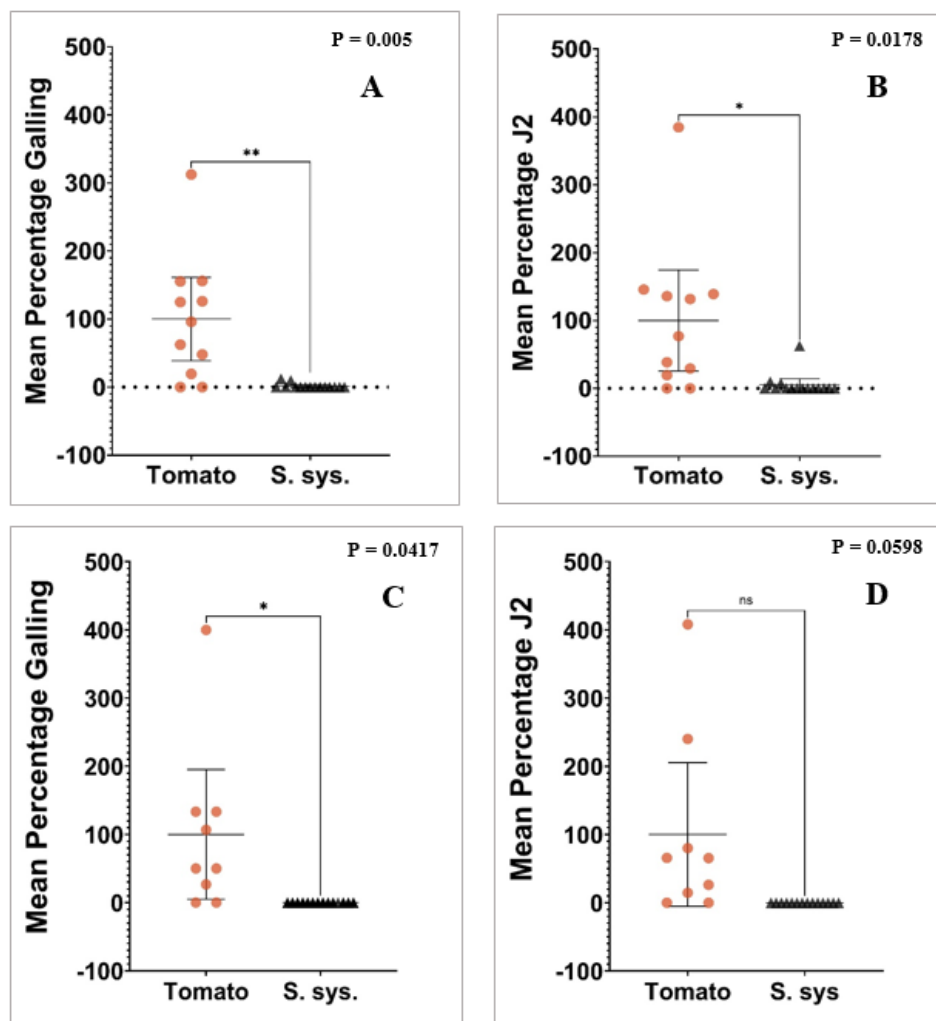 P = 0.005
A
Mean Percentage Galling
500
400
300
200
100
0
-100
**
Tomato S. sys.
P = 0.0178
B
Mean Percentage J2
500
400
300
200
100
0
-100
*
Tomato S. sys.
P = 0.0417
C
Mean Percentage Galling
500
400
300
200
100
0
-100
*
Tomato S. sys.
P = 0.0598
D
Mean Percentage J2
500
400
300
200
100
0
-100
ns
Tomato S. sys